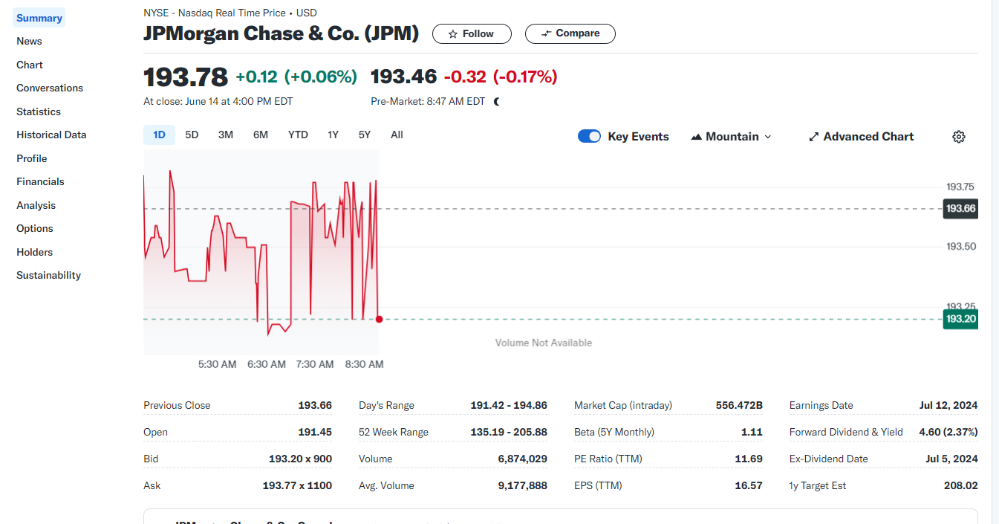 Summary
News
Chart
Conversations
Statistics
Historical Data
Profile
Financials
Analysis
Options
Holders
Sustainability
NYSE - Nasdaq Real Time Price • USD
JPMorgan Chase & Co. (JPM)
Follow
Compare
193.78 +0.12 (+0.06%) 193.46 -0.32 (-0.17%)
At close: June 14 at 4:00 PM EDT Pre-Market: 8:47 AM EDT
1D 5D 3M 6M YTD 1Y 5Y All
Key Events Mountain Advanced Chart
193.75
193.66
193.50
193.25
193.20
Volume Not Available
5:30 AM 6:30 AM 7:30 AM 8:30 AM
Previous Close 193.66 Day's Range 191.42 - 194.86 Market Cap (intraday) 556.472B Earnings Date Jul 12, 2024
Open 191.45 52 Week Range 135.19 - 205.88 Beta (5Y Monthly) 1.11 Forward Dividend & Yield 4.60 (2.37%)
Bid 193.20 x 900 Volume 6,874,029 PE Ratio (TTM) 11.69 Ex-Dividend Date Jul 5, 2024
Ask 193.77 x 1100 Avg. Volume 9,177,888 EPS (TTM) 16.57 1y Target Est 208.02